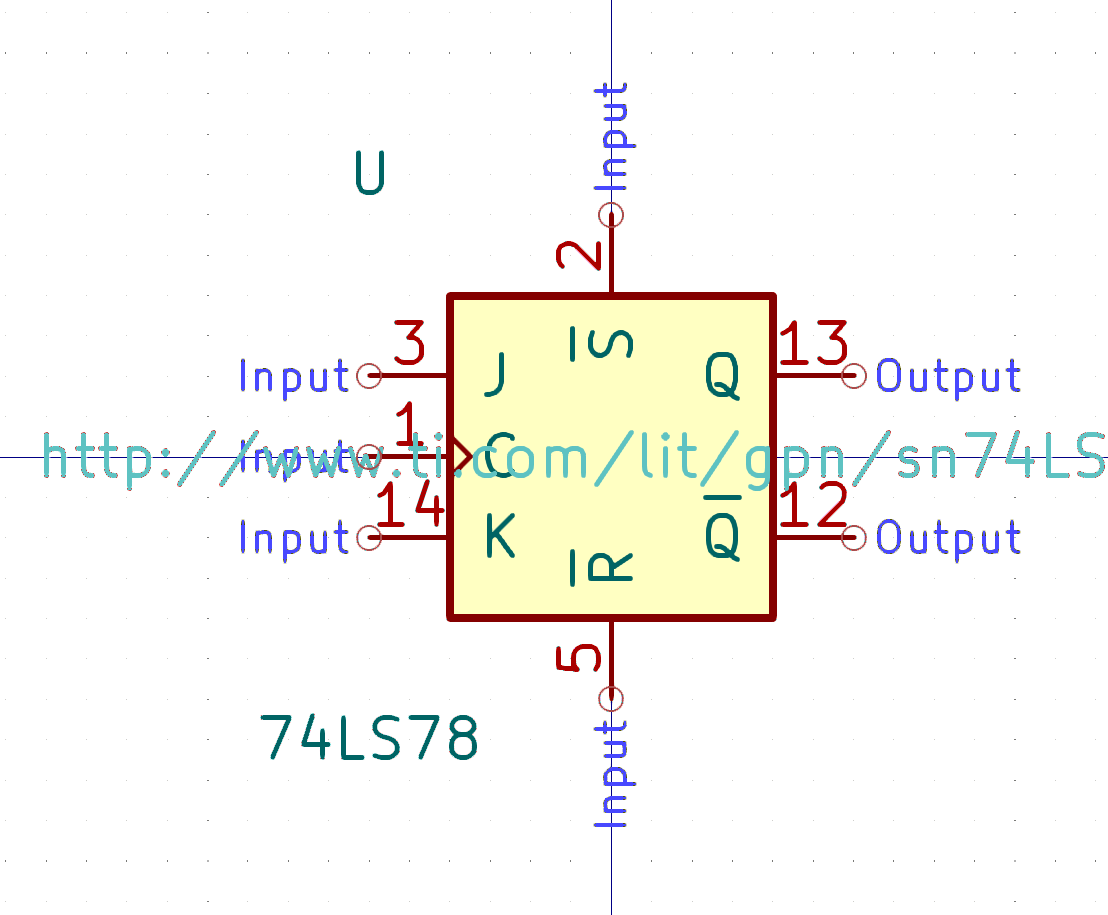 Input
U
2
S̅
3
13
Input
J
Q
Output
1
Input
C
http://www.ti.com/lit/gpn/sn74LS
14
12
Input
K
Q̅
Output
R̅
5
74LS78
Input